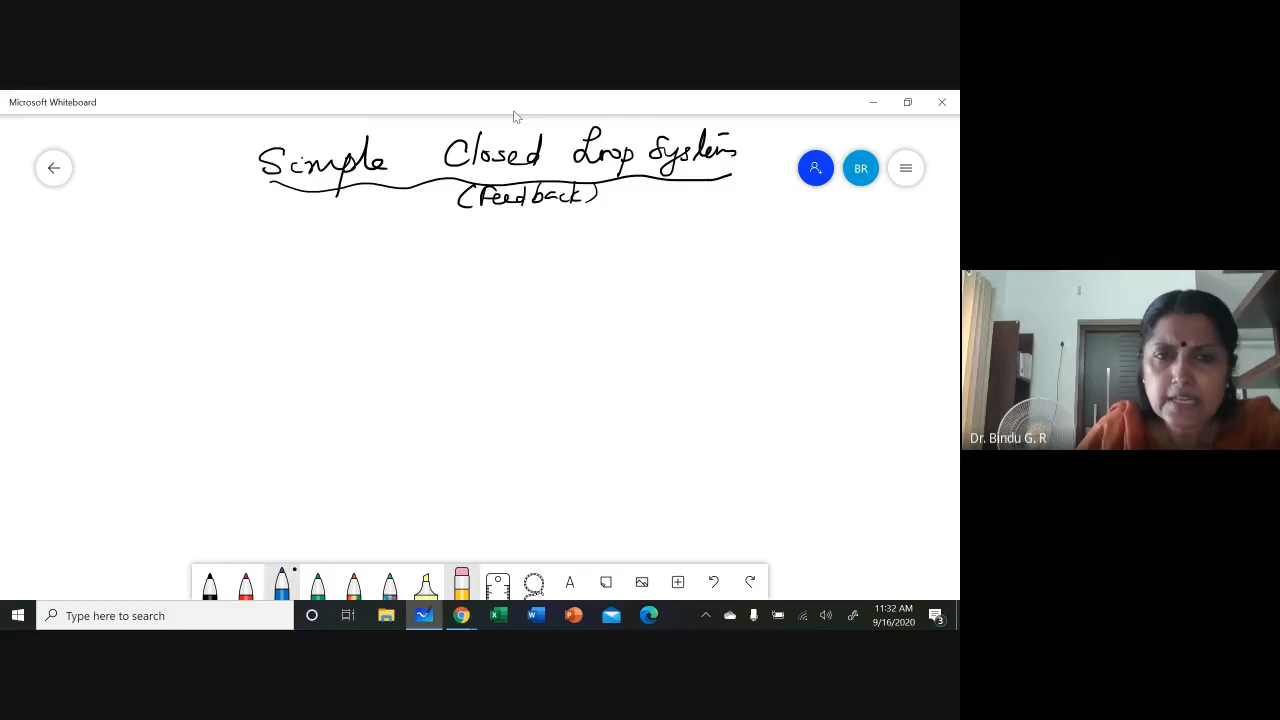 Microsoft Whiteboard
Simple Closed Loop System
(Feedback)
BR
Dr. Bindu G. R
A
Type here to search
11:32 AM
9/16/2020
3